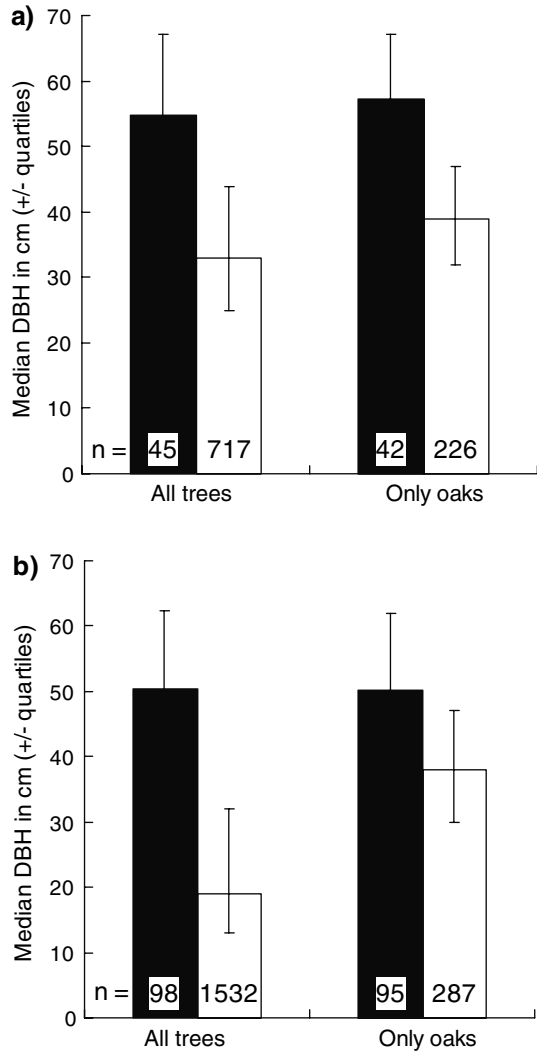 a)
Median DBH in cm (+/- quartiles)
70
60
50
40
30
20
10
0
n = 45 717 42 226
All trees Only oaks
b)
Median DBH in cm (+/- quartiles)
70
60
50
40
30
20
10
0
n = 98 1532 95 287
All trees Only oaks